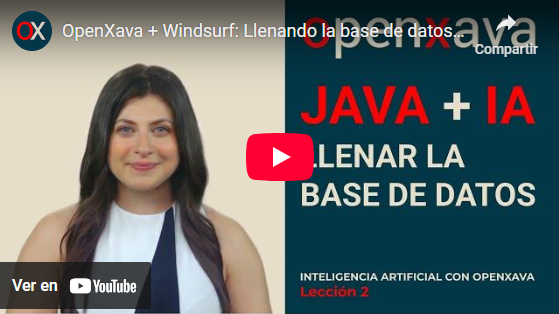 OX
OpenXava + Windsurf: Llenando la base de datos...
openxava
Compartir
JAVA + IA
LLENAR LA
BASE DE DATOS
INTELIGENCIA ARTIFICIAL CON OPENXAVA
Lección 2
Ver en YouTube